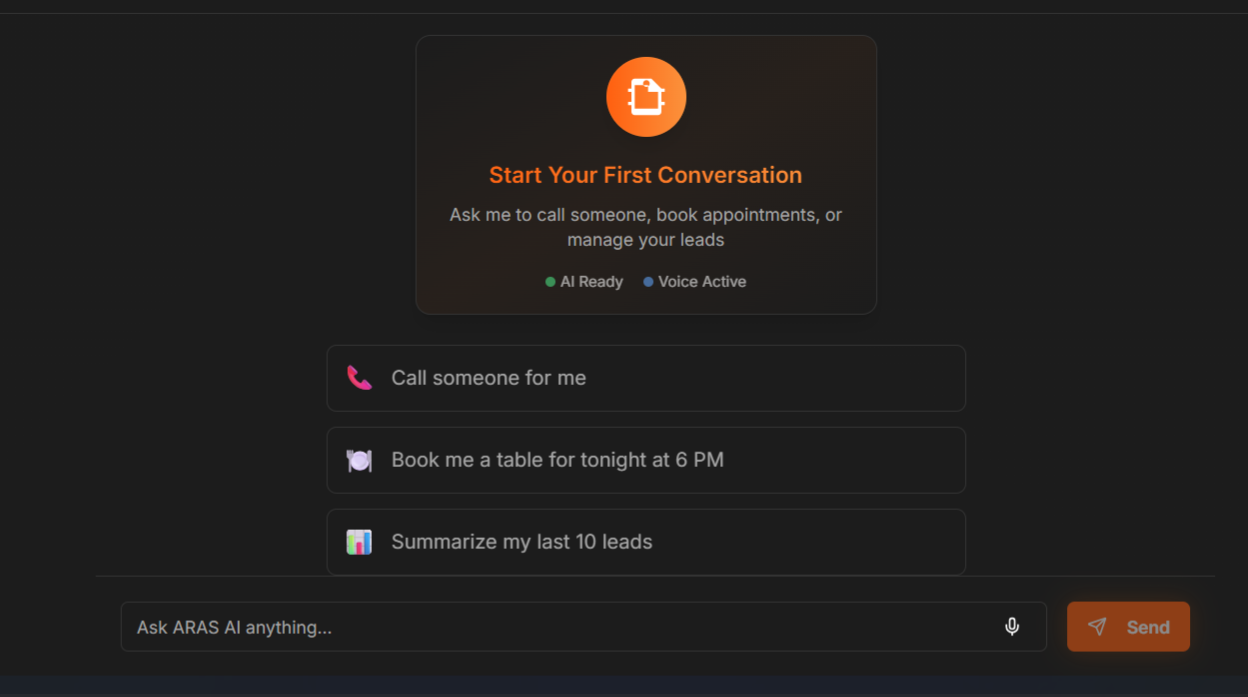 Start Your First Conversation
Ask me to call someone, book appointments, or
manage your leads
AI Ready Voice Active
Call someone for me
Book me a table for tonight at 6 PM
Summarize my last 10 leads
Ask ARAS AI anything...
Send